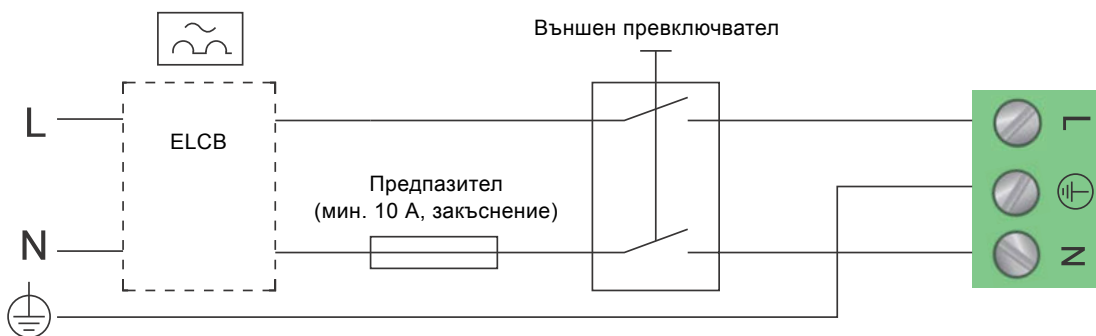 Външен превключвател
L
ELCB
Предпазител
(мин. 10 A, закъснение)
N
L
N